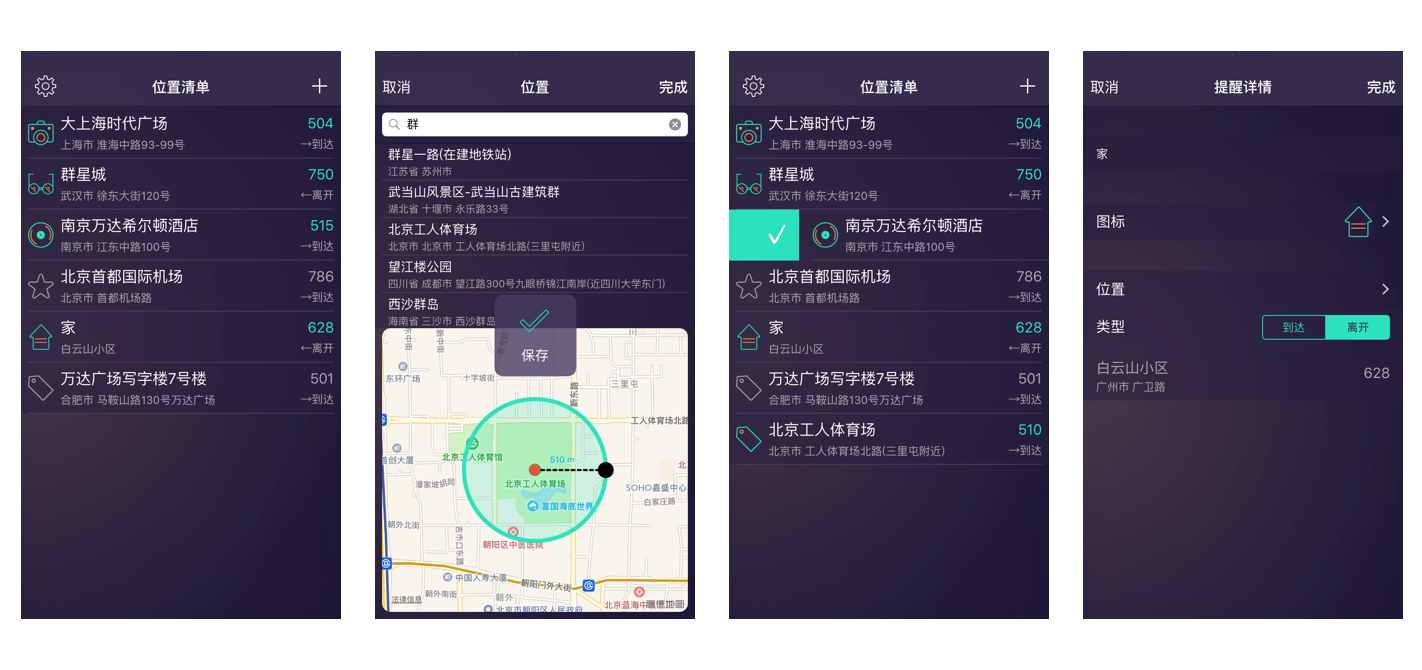 位置清单
大上海时代广场
504
上海市 淮海中路93-99号
→到达
群星城
750
武汉市 徐东大街120号
←离开
南京万达希尔顿酒店
515
南京市 江东中路100号
→到达
北京首都国际机场
786
北京市 首都机场路
→到达
家
628
白云山小区
←离开
万达广场写字楼7号楼
501
合肥市 马鞍山路130号万达广场
→到达
取消
位置
完成
群
群星一路(在建地铁站)
江苏省 苏州市
武当山风景区-武当山古建筑群
湖北省 十堰市 永乐路33号
北京工人体育场
北京市 北京市 工人体育场北路(三里屯附近)
望江楼公园
四川省 成都市 望江路300号九眼桥锦江南岸(近四川大学东门)
西沙群岛
海南省 三沙市 西沙群岛
保存
新中街
东环广场
十字坡街
新东路
三里屯
工人体育场北路
北京工人体育馆
510 m
首创大厦
潘家坡胡同
北京工人体育场
SOHO嘉盛中心
白家庄路
富国海底世界
朝外北街
吉市口东路
朝阳区中医医院
中国人寿大厦
朝阳门外大街
朝外南街
朝外
法律信息
北京市朝阳区人民政府
北京蓝海中
高德地图
位置清单
大上海时代广场
504
上海市 淮海中路93-99号
→到达
群星城
750
武汉市 徐东大街120号
←离开
南京万达希尔顿酒店
南京市 江东中路100号
北京首都国际机场
786
北京市 首都机场路
→到达
家
628
白云山小区
←离开
万达广场写字楼7号楼
501
合肥市 马鞍山路130号万达广场
→到达
北京工人体育场
510
北京市 工人体育场北路(三里屯附近)
→到达
取消
提醒详情
完成
家
图标
位置
类型
到达
离开
白云山小区
628
广州市 广卫路